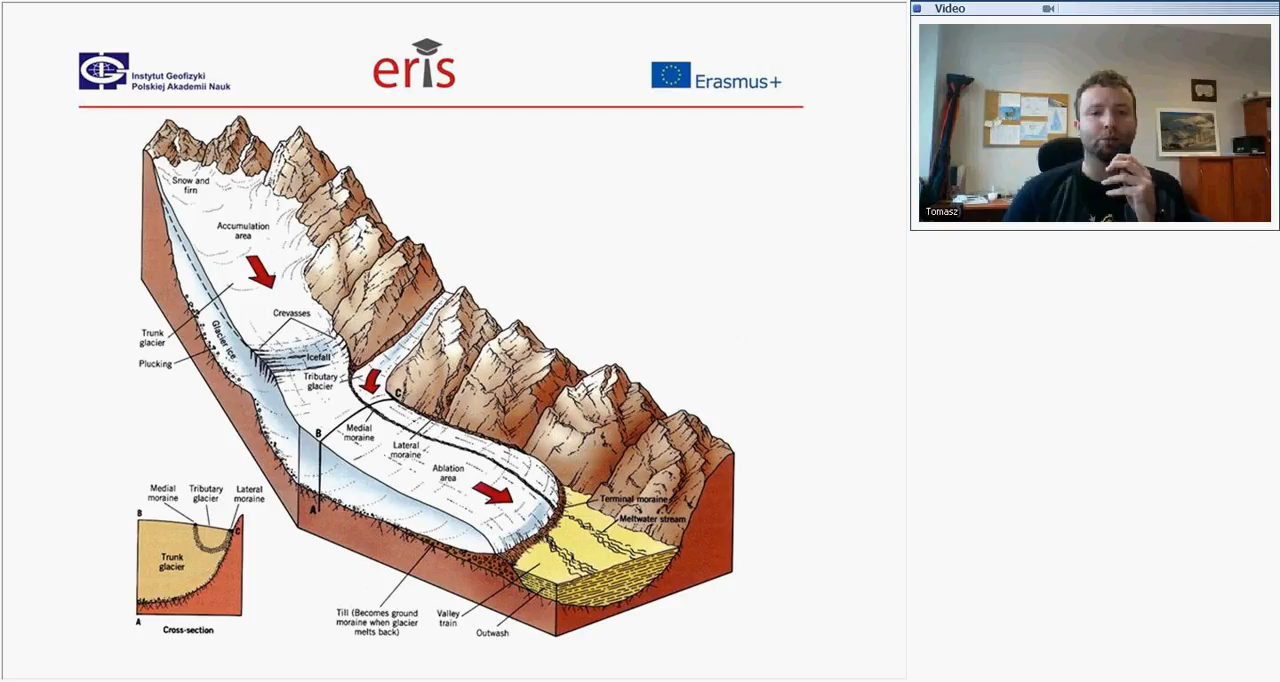 Instytut Geofizyki
Polskiej Akademii Nauk
eris
Erasmus+
Snow and
firn
Accumulation
area
Crevasses
Trunk
glacier
Glacier ice
Icefall
Plucking
Tributary
glacier
C
B
Medial
moraine
Lateral
moraine
Ablation
area
Terminal moraine
Meltwater stream
A
Medial
moraine
Tributary
glacier
Lateral
moraine
B
C
Trunk
glacier
A
Cross-section
Till (Becomes ground
moraine when glacier
melts back)
Valley
train
Outwash
Video
Tomasz